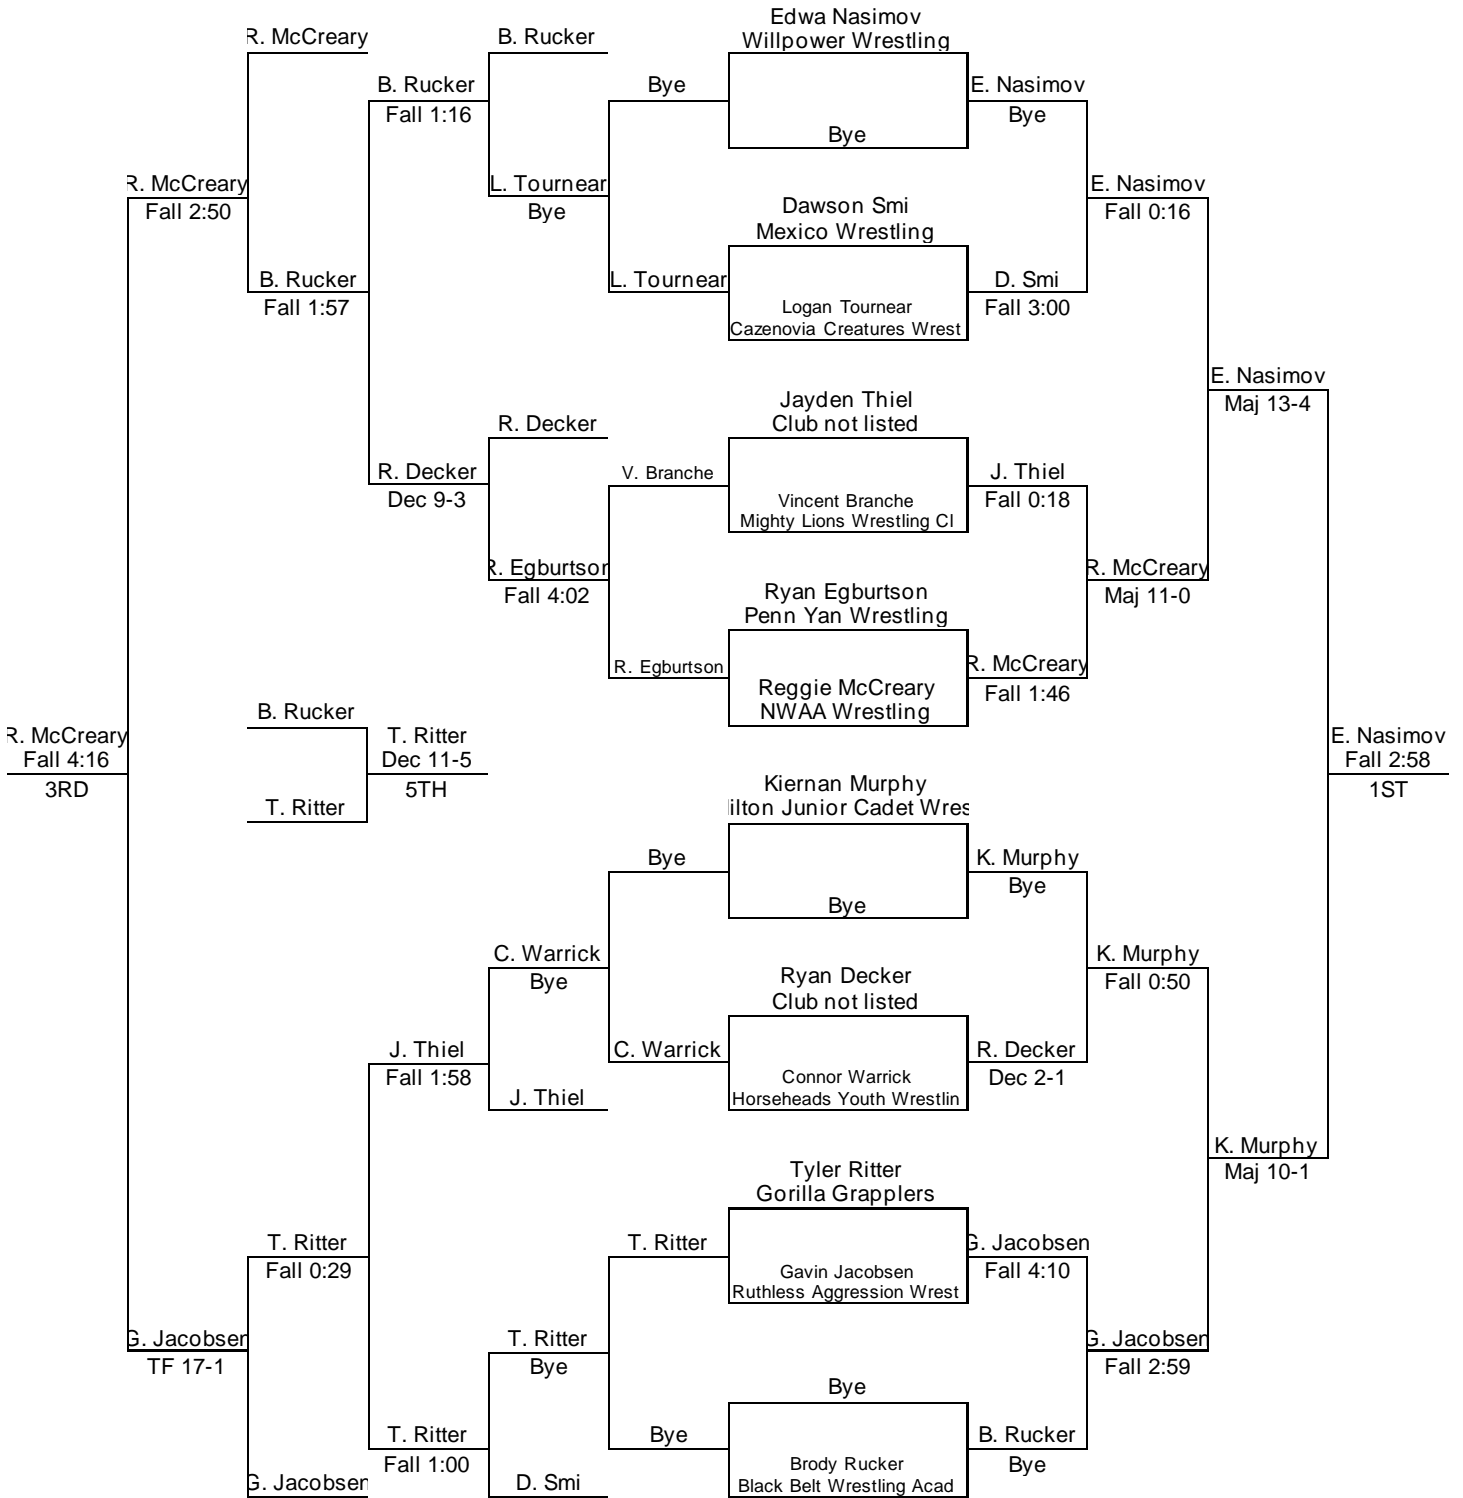 Edwa Nasimov
R. McCreary
B. Rucker
Willpower Wrestling
B. Rucker
Bye
E. Nasimov
Fall 1:16
Bye
Bye
R. McCreary
L. Tournear
E. Nasimov
Fall 2:50
Bye
Dawson Smi
Fall 0:16
Mexico Wrestling
B. Rucker
L. Tournear
D. Smi
Fall 1:57
Logan Tournear
Fall 3:00
Cazenovia Creatures Wrest
E. Nasimov
Jayden Thiel
Maj 13-4
R. Decker
Club not listed
R. Decker
V. Branche
J. Thiel
Dec 9-3
Vincent Branche
Fall 0:18
Mighty Lions Wrestling Cl
R. Egburtson
R. McCreary
Fall 4:02
Ryan Egburtson
Maj 11-0
Penn Yan Wrestling
R. Egburtson
R. McCreary
Reggie McCreary
Fall 1:46
NWAA Wrestling
B. Rucker
R. McCreary
T. Ritter
E. Nasimov
Fall 4:16
Dec 11-5
Fall 2:58
3RD
5TH
1ST
Kiernan Murphy
T. Ritter
ilton Junior Cadet Wres
Bye
K. Murphy
Bye
Bye
C. Warrick
K. Murphy
Bye
Ryan Decker
Fall 0:50
Club not listed
J. Thiel
C. Warrick
R. Decker
Fall 1:58
Connor Warrick
Dec 2-1
J. Thiel
Horseheads Youth Wrestlin
K. Murphy
Tyler Ritter
Maj 10-1
Gorilla Grapplers
T. Ritter
T. Ritter
G. Jacobsen
Fall 0:29
Gavin Jacobsen
Fall 4:10
Ruthless Aggression Wrest
G. Jacobsen
T. Ritter
G. Jacobsen
TF 17-1
Bye
Fall 2:59
Bye
T. Ritter
Bye
B. Rucker
Fall 1:00
Brody Rucker
Bye
G. Jacobsen
D. Smi
Black Belt Wrestling Acad